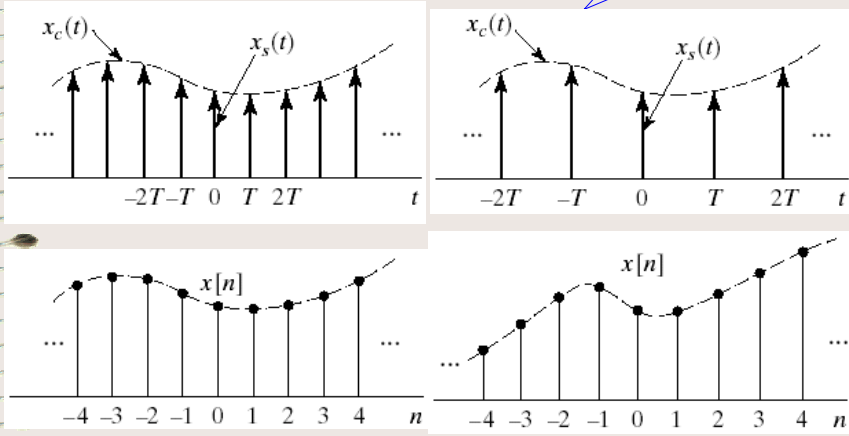 x_c(t)
x_s(t)
... ...
–2T –T 0 T 2T t
x_c(t)
x_s(t)
... ...
–2T –T 0 T 2T t
x[n]
... ...
–4 –3 –2 –1 0 1 2 3 4 n
x[n]
... ...
–4 –3 –2 –1 0 1 2 3 4 n